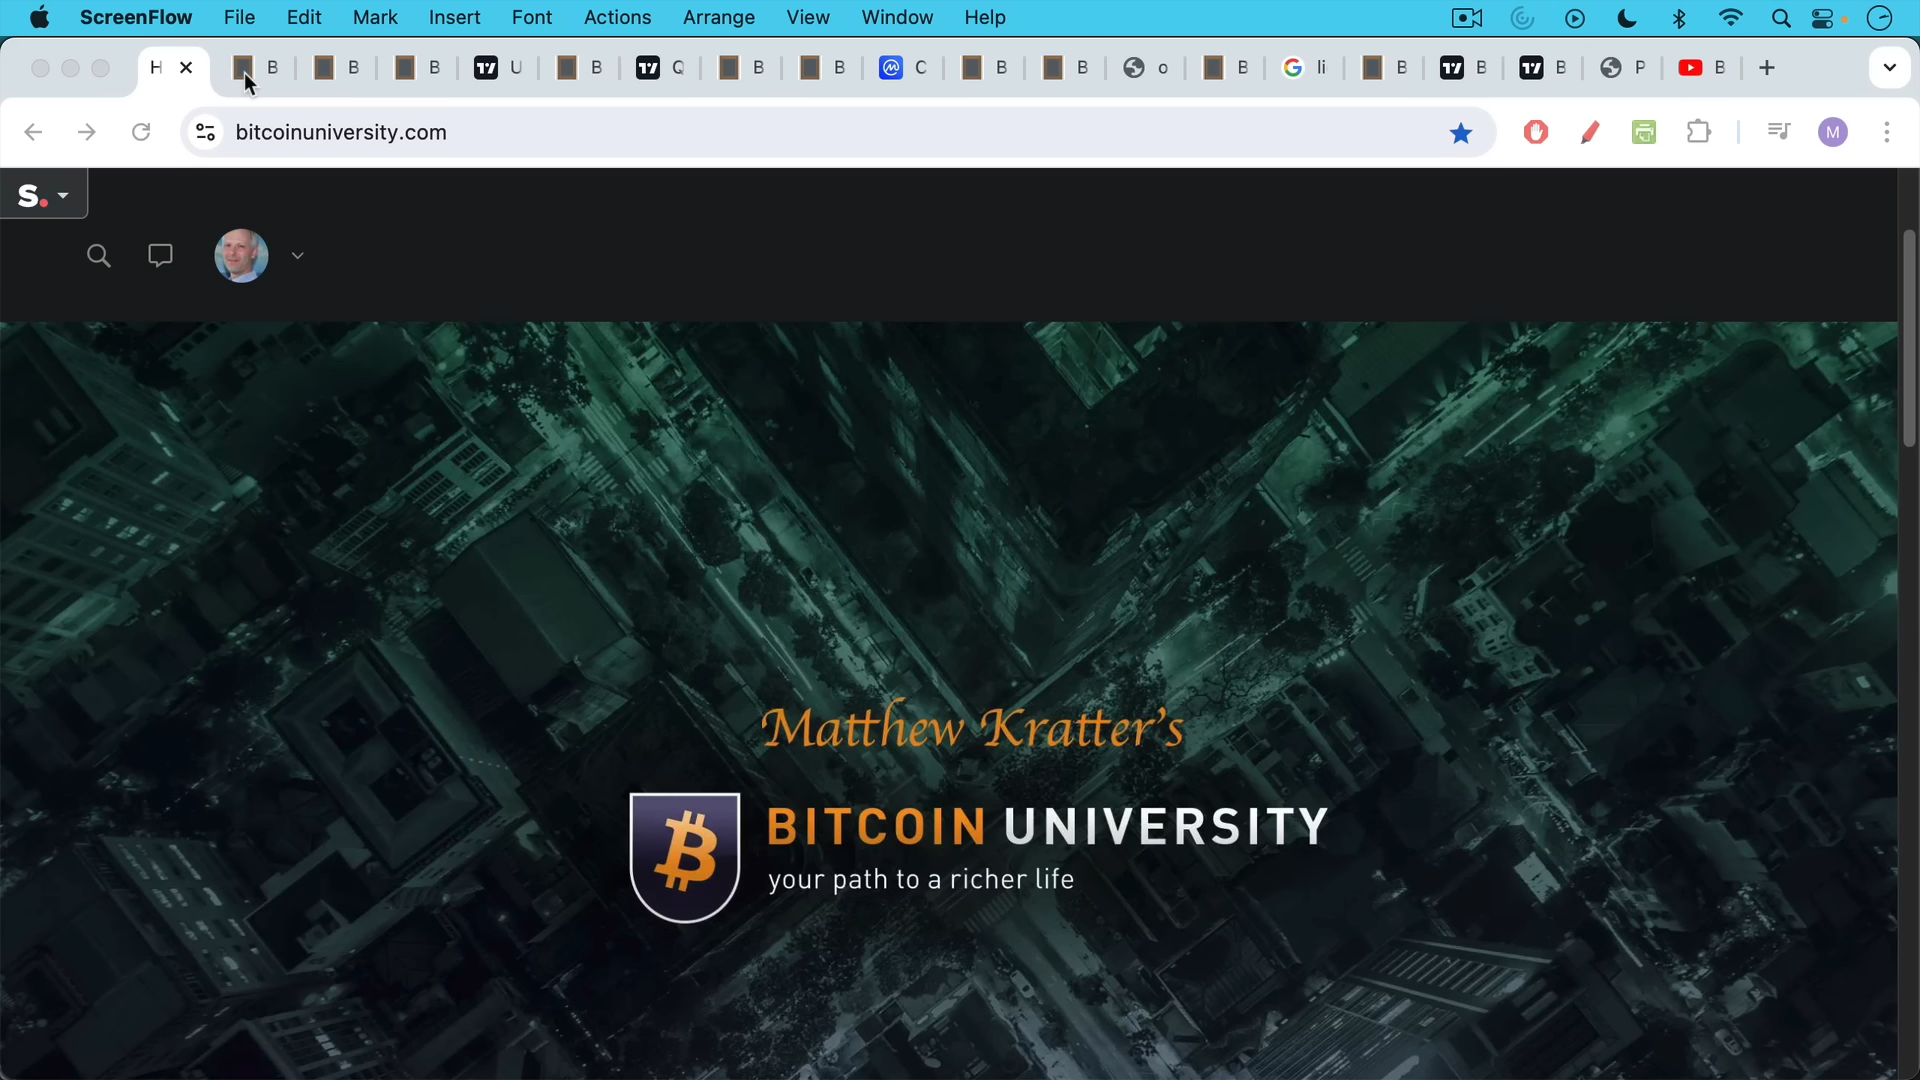 ScreenFlow File Edit Mark Insert Font Actions Arrange View Window Help
H B B B U B Q B B C B B o B li B B B P B
bitcoinuniversity.com
M
S.
Matthew Kratter's
BITCOIN UNIVERSITY
your path to a richer life